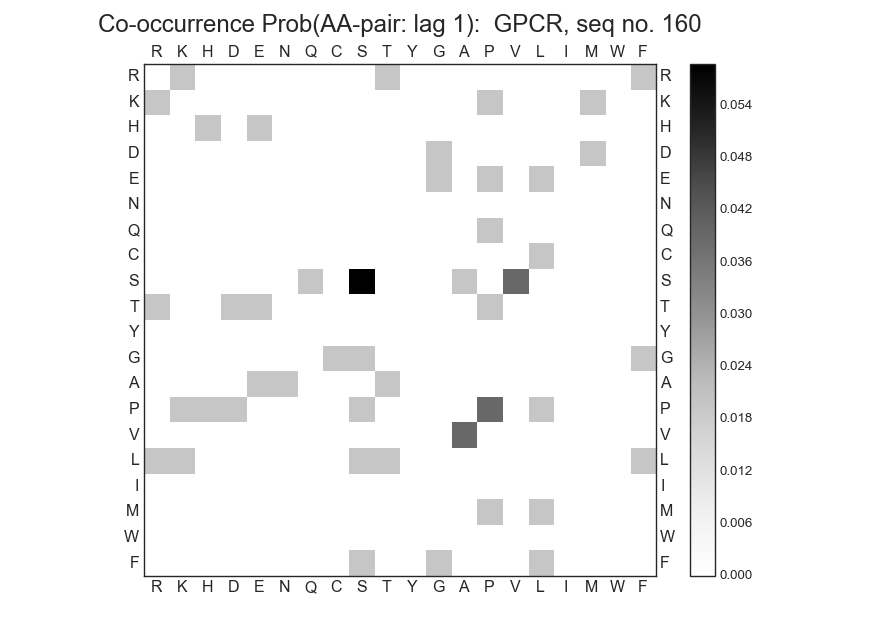 Co-occurrence Prob(AA-pair: lag 1):  GPCR, seq no. 160
R K H D E N Q C S T Y G A P V L I M W F
R R
K K 0.054
H H
D D 0.048
E E
N N 0.042
Q Q
C C 0.036
S S
T T 0.030
Y Y
G G 0.024
A A
P P 0.018
V V
L L 0.012
I I
M M 0.006
W W
F F 0.000
R K H D E N Q C S T Y G A P V L I M W F